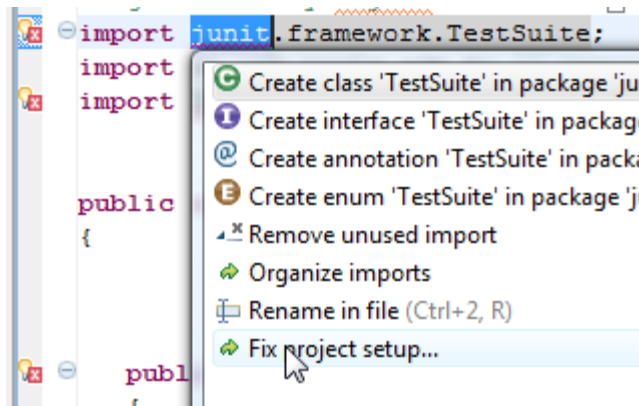 import junit.framework.TestSuite;
import
import
public
{
publ
C Create class 'TestSuite' in package 'ju
I Create interface 'TestSuite' in package
@ Create annotation 'TestSuite' in packa
E Create enum 'TestSuite' in package 'j
Remove unused import
Organize imports
Rename in file (Ctrl+2, R)
Fix project setup...